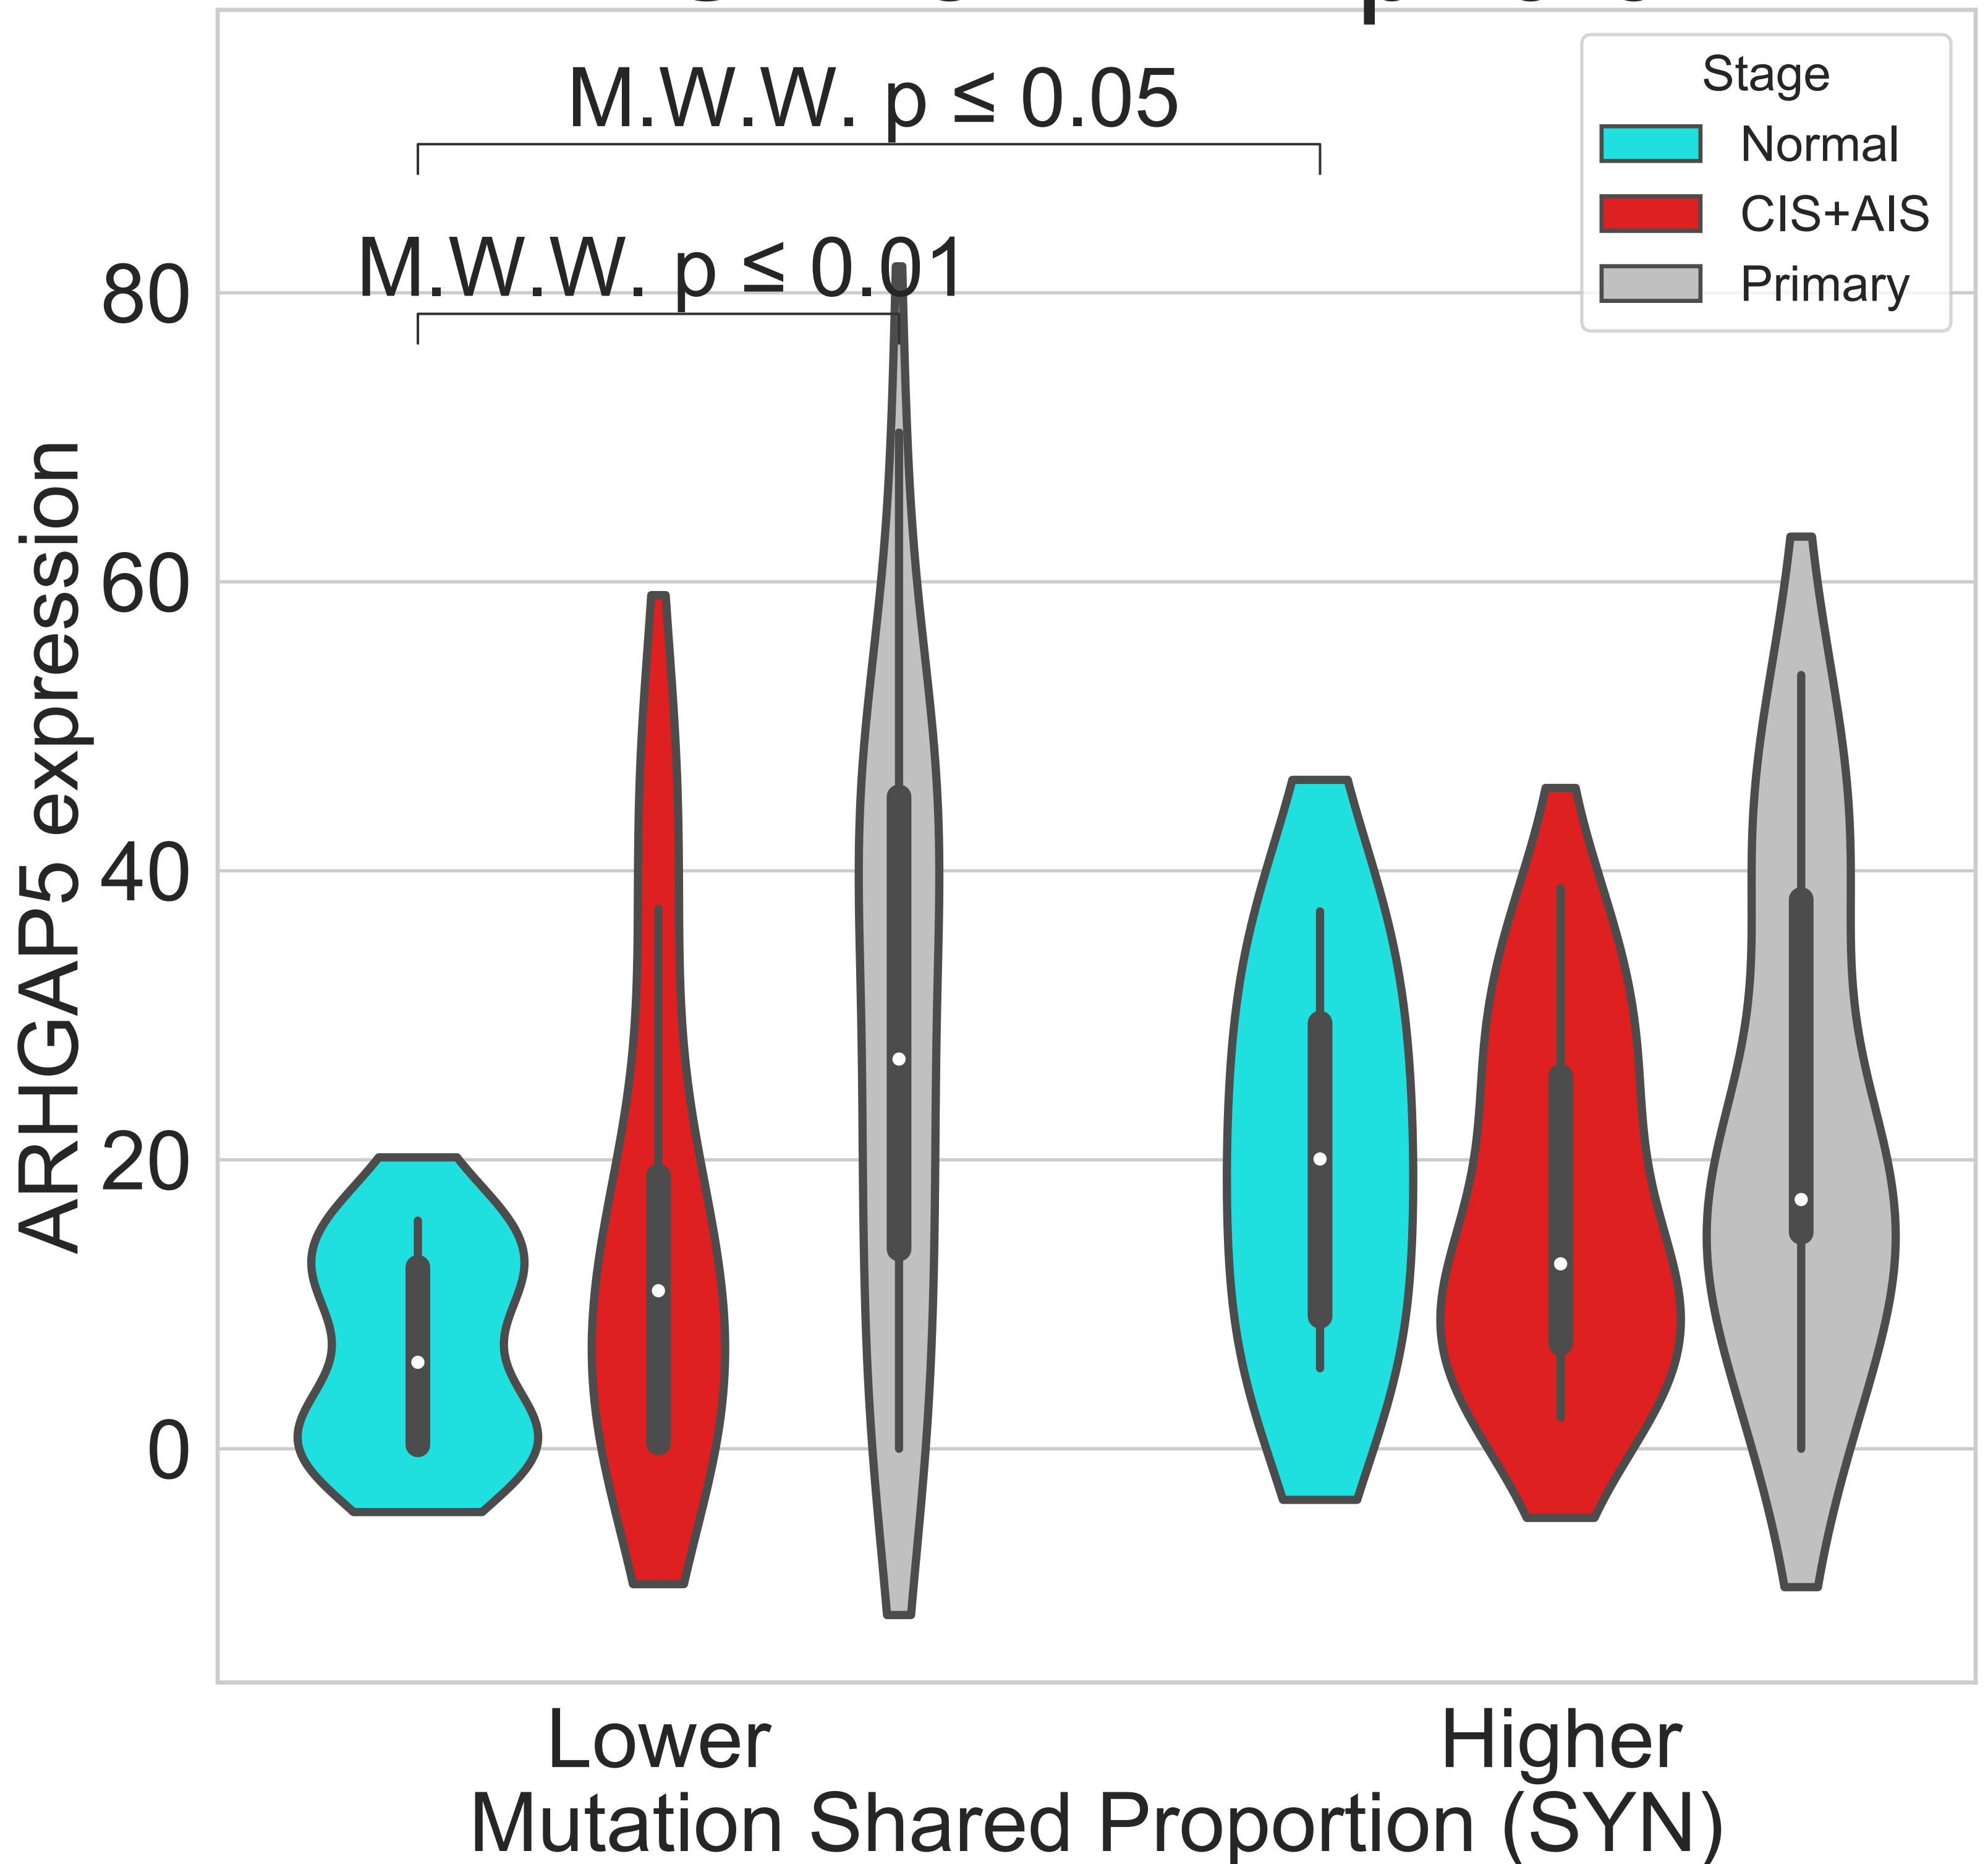 M.W.W. p ≤ 0.05
M.W.W. p ≤ 0.01
Stage
Normal
CIS+AIS
Primary
ARHGAP5 expression
80
60
40
20
0
Lower
Higher
Mutation Shared Proportion (SYN)